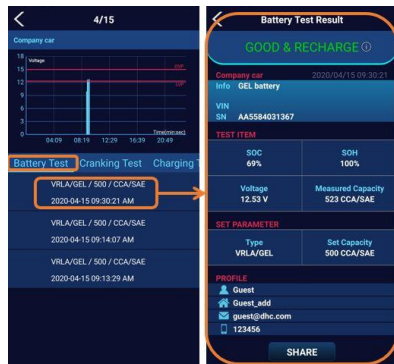 4/15
Company car
18
Voltage
15
OVP
12
LVP
9
6
3
0
Time(min:sec)
04:09 08:19 12:29 16:39 20:49
Battery Test Cranking Test Charging T
VRLA/GEL / 500 / CCA/SAE
2020-04-15 09:30:21 AM
VRLA/GEL / 500 / CCA/SAE
2020-04-15 09:14:07 AM
VRLA/GEL / 500 / CCA/SAE
2020-04-15 09:13:29 AM
Battery Test Result
GOOD & RECHARGE
Company car 2020/04/15 09:30:21
Info GEL battery
VIN
SN AA5584031367
TEST ITEM
SOC SOH
69% 100%
Voltage Measured Capacity
12.53 V 523 CCA/SAE
SET PARAMETER
Type Set Capacity
VRLA/GEL 500 CCA/SAE
PROFILE
Guest
Guest_add
guest@dhc.com
123456
SHARE